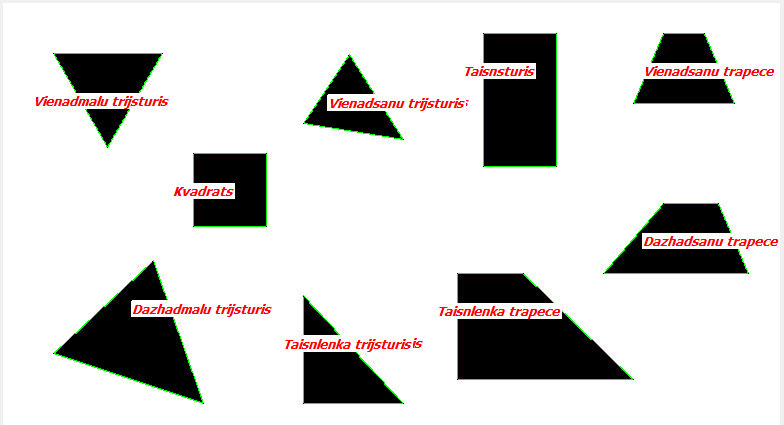 Taisnsturis
Vienadsanu trapece
Vienadmalu trijsturis
Vienadsanu trijsturis
Kvadrats
Dazhadsanu trapece
Dazhadmalu trijsturis
Taisnlenka trapece
Taisnlenka trijsturis